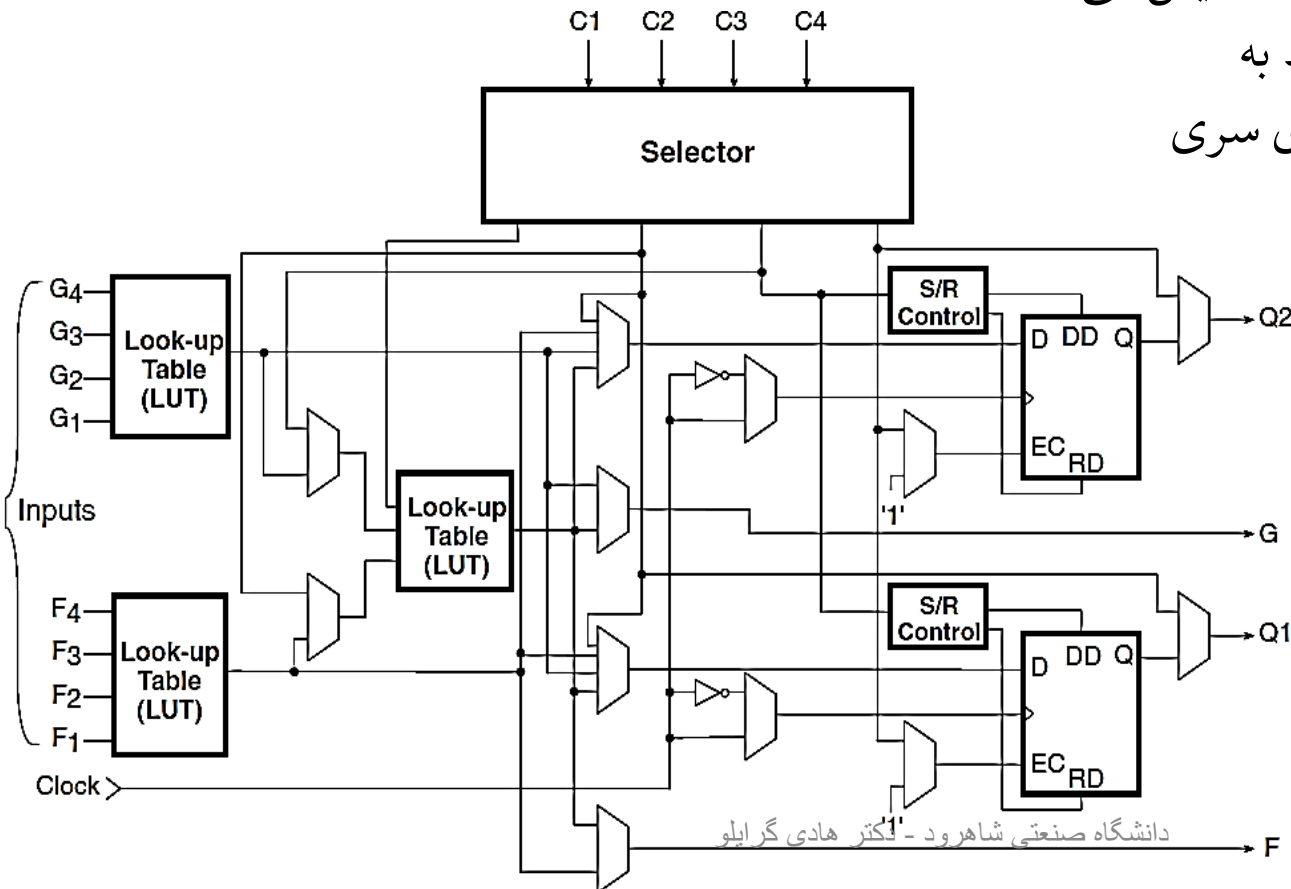 به
سری
C1 C2 C3 C4
Selector
G4
G3
G2
G1
Look-up
Table
(LUT)
S/R
Control
D DD Q
EC
RD
Q2
'1'
Inputs
Look-up
Table
(LUT)
G
F4
F3
F2
F1
Look-up
Table
(LUT)
S/R
Control
D DD Q
EC
RD
Q1
Clock
'1'
F
دانشگاه صنعتی شاهرود - دکتر هادی گرایلو